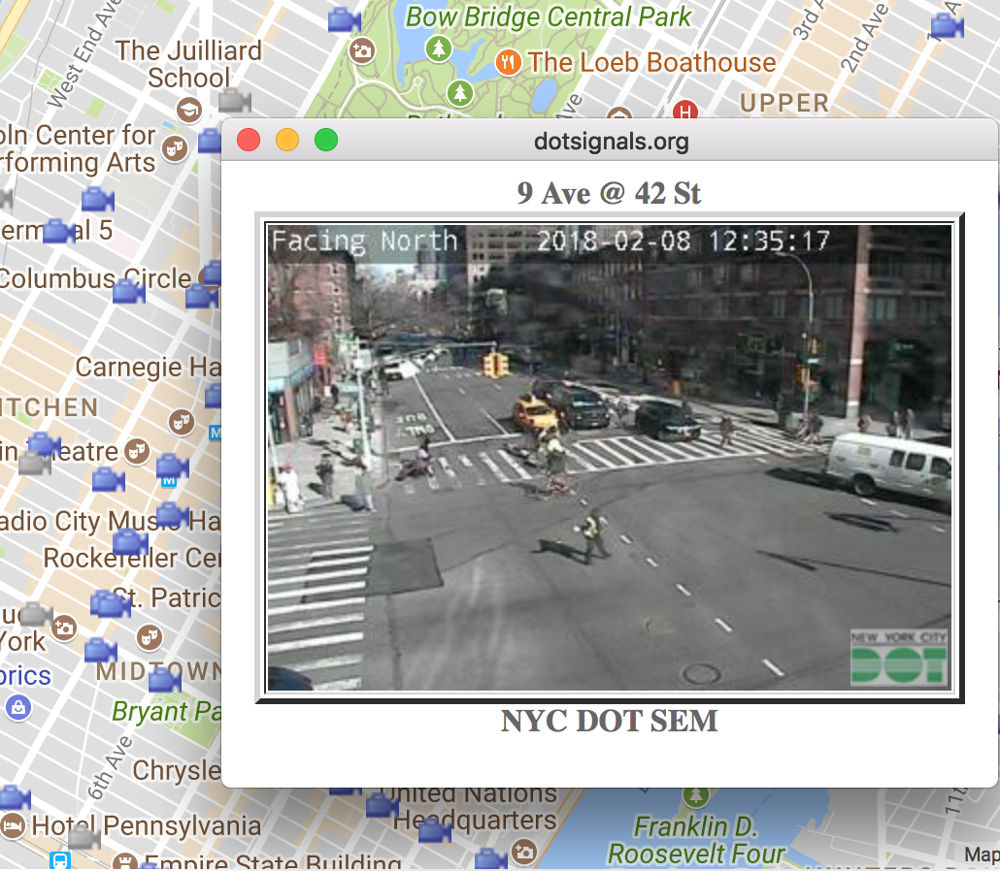 Bow Bridge Central Park
3rd A
2nd Ave
1
West End Ave
The Juilliard
School
The Loeb Boathouse
UPPER
H
oln Center for
rforming Arts
dotsignals.org
9 Ave @ 42 St
Facing North 2018-02-08 12:35:17
erminal 5
Columbus Circle
Carnegie Ha
ITCHEN
M
in Theatre
M
adio City Music Ha
Rockefeller Cen
St. Patric
York
MIDTOWN
brics
Bryant Pa
NEW YORK CITY
DOT
NYC DOT SEM
6th Ave
Chrysle
United Nations
Headquarters
Hotel Pennsylvania
Empire State Building
Franklin D.
Roosevelt Four
11t
Map